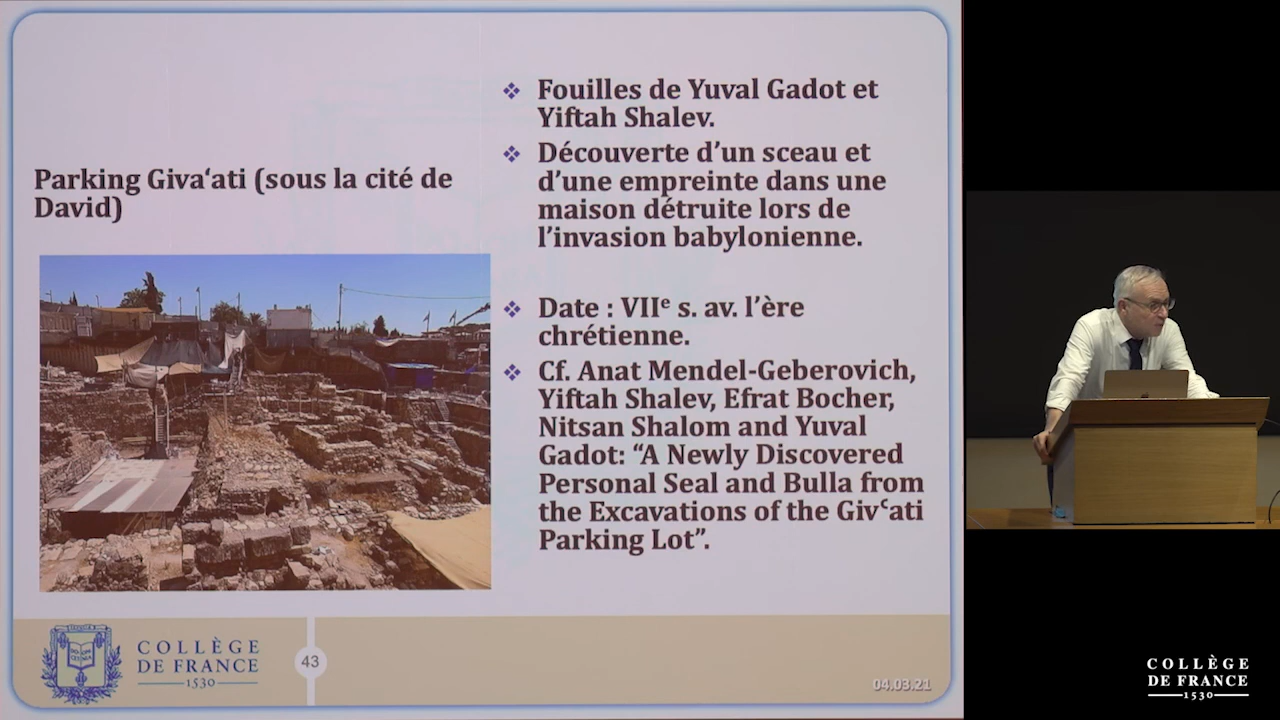 Parking Giva‘ati (sous la cité de
David)
Fouilles de Yuval Gadot et
Yiftah Shalev.
Découverte d’un sceau et
d’une empreinte dans une
maison détruite lors de
l’invasion babylonienne.
Date : VIIe s. av. l’ère
chrétienne.
Cf. Anat Mendel-Geberovich,
Yiftah Shalev, Efrat Bocher,
Nitsan Shalom and Yuval
Gadot: “A Newly Discovered
Personal Seal and Bulla from
the Excavations of the Givʿati
Parking Lot”.
COLLÈGE
DE FRANCE
1530
43
04.03.21
COLLÈGE
DE FRANCE
1530